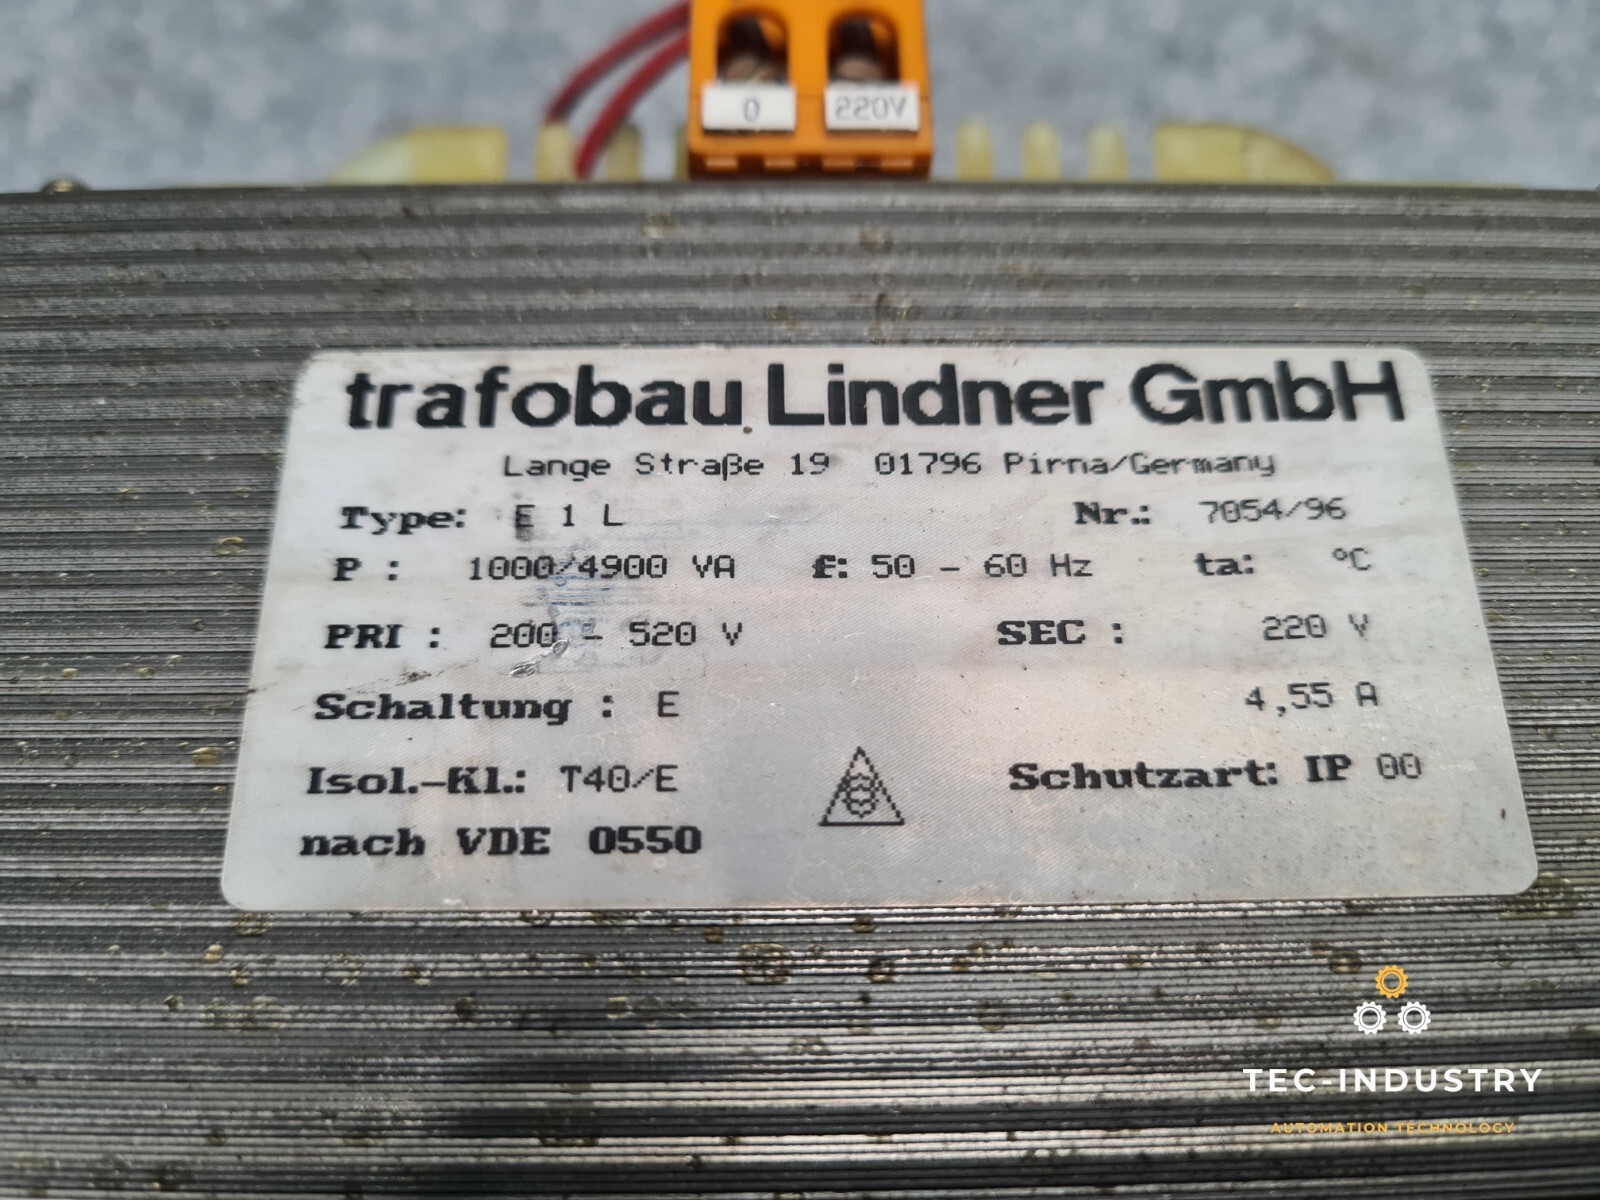 0 220V
trafobau Lindner GmbH
Lange Straße 19 01796 Pirna/Germany
Type: E 1 L Nr.: 7054/96
P : 1000/4900 VA f: 50 - 60 Hz ta: °C
PRI : 200 - 520 V SEC : 220 V
Schaltung : E 4,55 A
Isol.-Kl.: T40/E Schutzart: IP 00
nach VDE 0550
TEC-INDUSTRY
AUTOMATION TECHNOLOGY